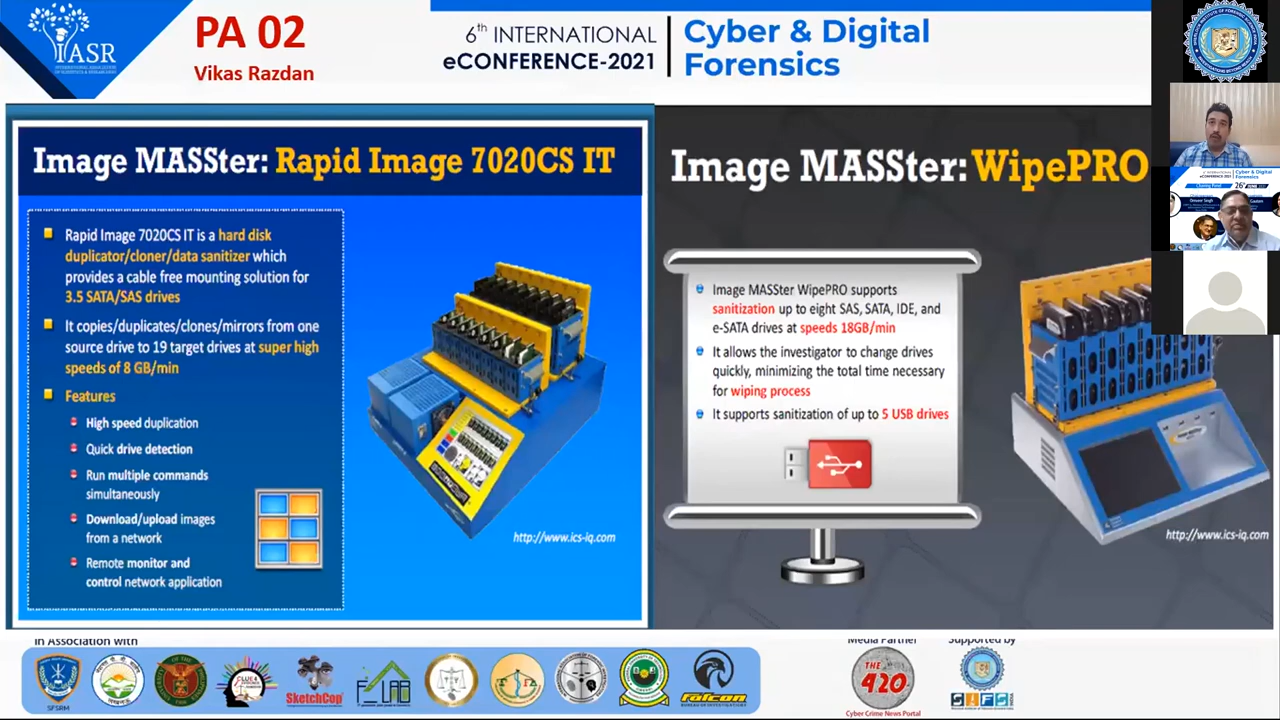 IASR
PA 02
Vikas Razdan
6th INTERNATIONAL
eCONFERENCE-2021
Cyber & Digital
Forensics
Image MASSter: Rapid Image 7020CS IT
Rapid Image 7020CS IT is a hard disk
duplicator/cloner/data sanitizer which
provides a cable free mounting solution for
3.5 SATA/SAS drives
It copies/duplicates/clones/mirrors from one
source drive to 19 target drives at super high
speeds of 8 GB/min
Features
High speed duplication
Quick drive detection
Run multiple commands
simultaneously
Download/upload images
from a network
Remote monitor and
control network application
http://www.ics-iq.com
Image MASSter: WipePRO
Image MASSter WipePRO supports
sanitization up to eight SAS, SATA, IDE, and
e-SATA drives at speeds 18GB/min
It allows the investigator to change drives
quickly, minimizing the total time necessary
for wiping process
It supports sanitization of up to 5 USB drives
http://www.ics-iq.com
Cyber & Digital
Forensics
Closing Panel
In Association with
SFSRM
SketchCop
Falcon
Media Partner
THE
420
Cyber Crime News Portal
Supported by
SIFS